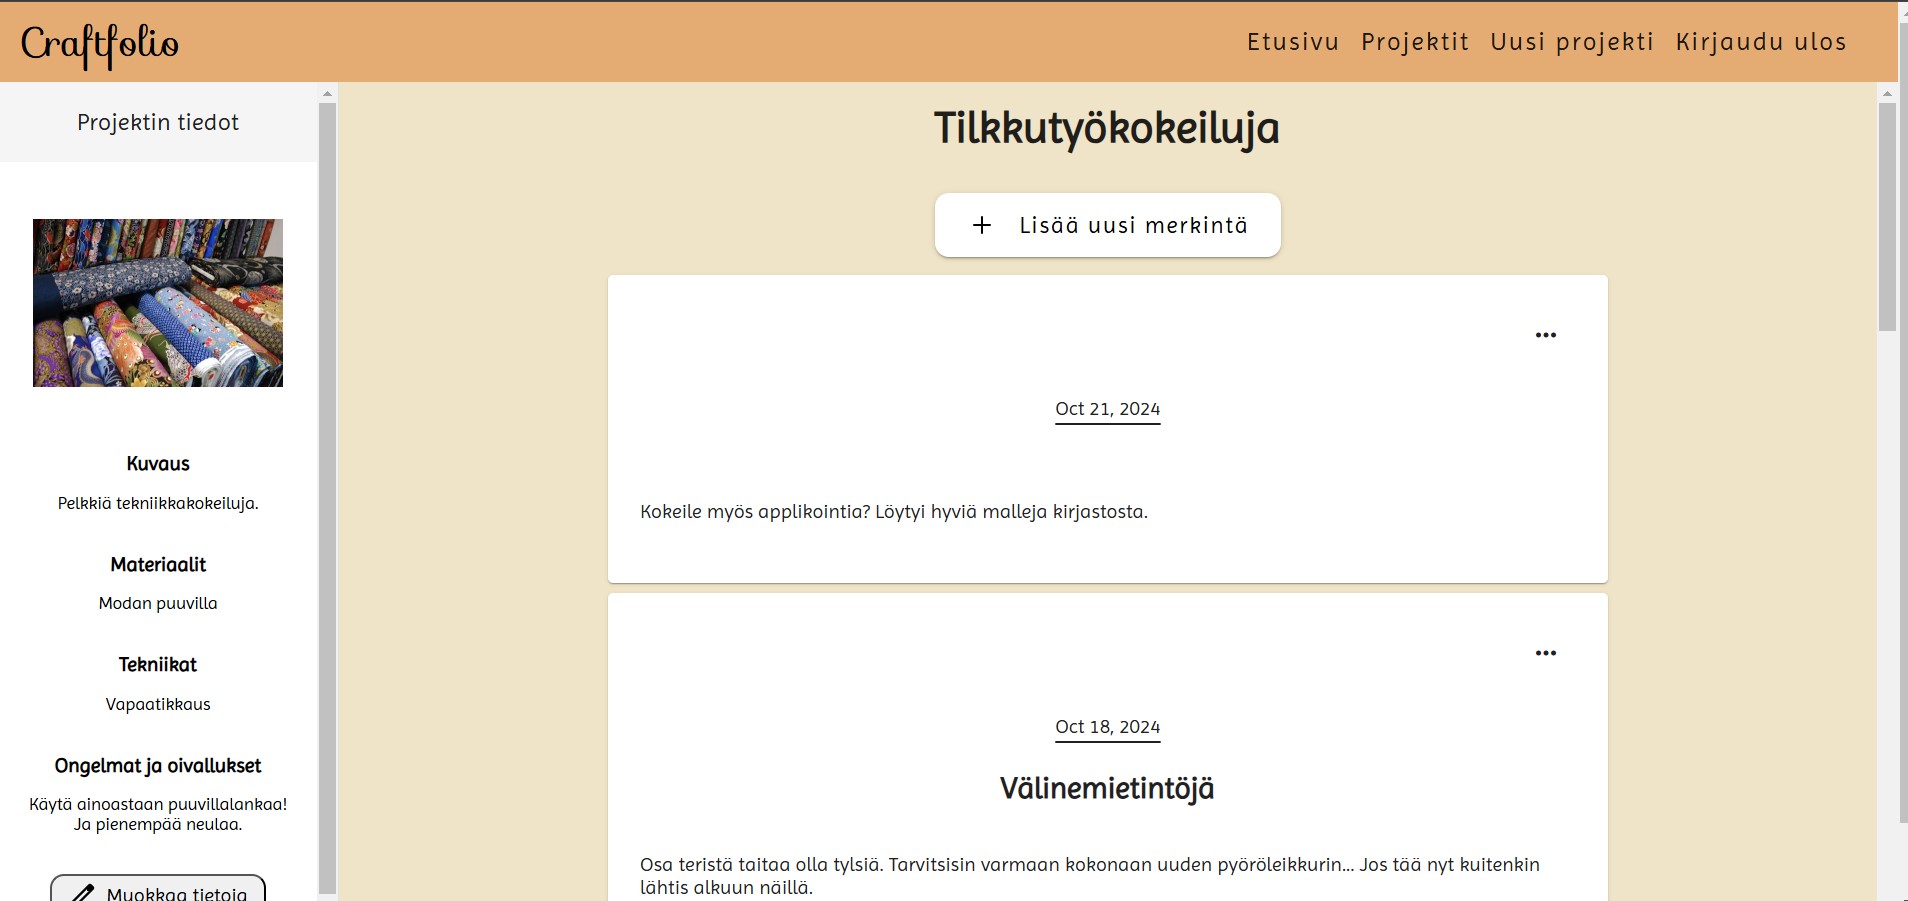 Craftfolio
Etusivu Projektit Uusi projekti Kirjaudu ulos
Projektin tiedot
Kuvaus
Pelkkiä tekniikkakokeiluja.
Materiaalit
Modan puuvilla
Tekniikat
Vapaatikkaus
Ongelmat ja oivallukset
Käytä ainoastaan puuvillalankaa!
Ja pienempää neulaa.
Muokkaa tietoja
Tilkkutyökokeiluja
+ Lisää uusi merkintä
Oct 21, 2024
Kokeile myös applikointia? Löytyi hyviä malleja kirjastosta.
Oct 18, 2024
Välinemietintöjä
Osa teristä taitaa olla tylsiä. Tarvitsisin varmaan kokonaan uuden pyöröleikkurin... Jos tää nyt kuitenkin
lähtis alkuun näillä.